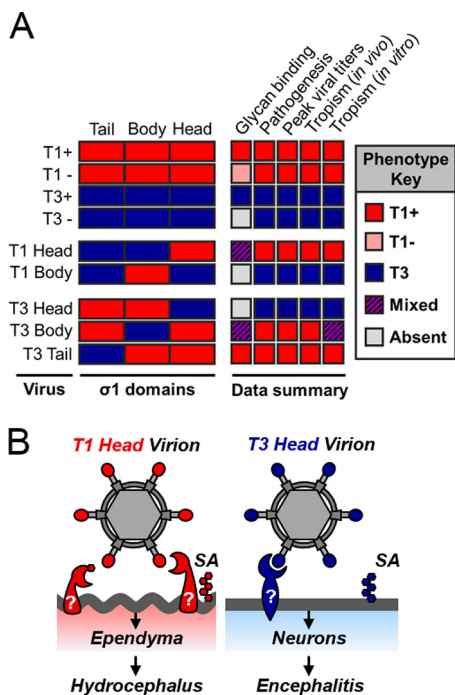 A
Glycan binding
Pathogenesis
Peak viral titers
Tropism (in vivo)
Tropism (in vitro)
Tail Body Head
T1+
T1 -
T3+
T3 -
T1 Head
T1 Body
T3 Head
T3 Body
T3 Tail
Virus σ1 domains Data summary
Phenotype
Key
T1+
T1-
T3
Mixed
Absent
B
T1 Head Virion
SA
? ?
Ependyma
Hydrocephalus
T3 Head Virion
SA
?
Neurons
Encephalitis